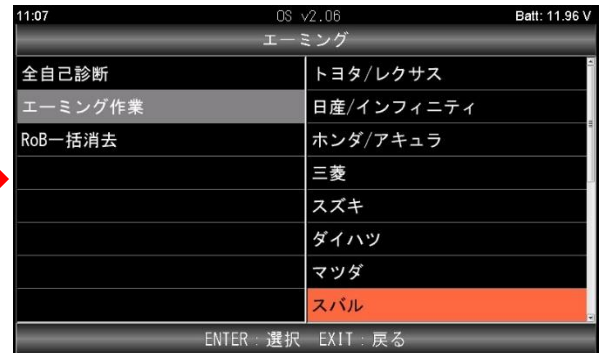 11:07 OS v2.06 Batt: 11.96 V
エーミング
全自己診断
エーミング作業
RoB一括消去
トヨタ/レクサス
日産/インフィニティ
ホンダ/アキュラ
三菱
スズキ
ダイハツ
マツダ
スバル
ENTER：選択 EXIT：戻る